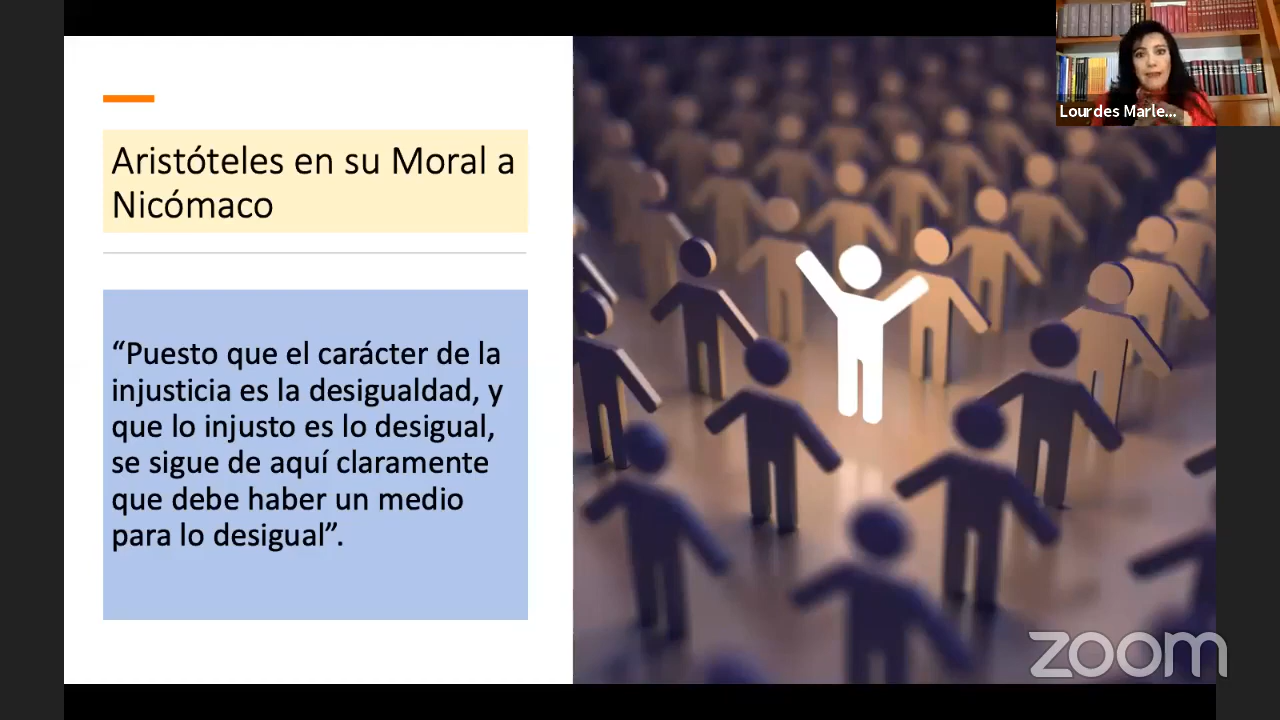 Lourdes Marle...
Aristóteles en su Moral a
Nicómaco
“Puesto que el carácter de la
injusticia es la desigualdad, y
que lo injusto es lo desigual,
se sigue de aquí claramente
que debe haber un medio
para lo desigual”.
zoom